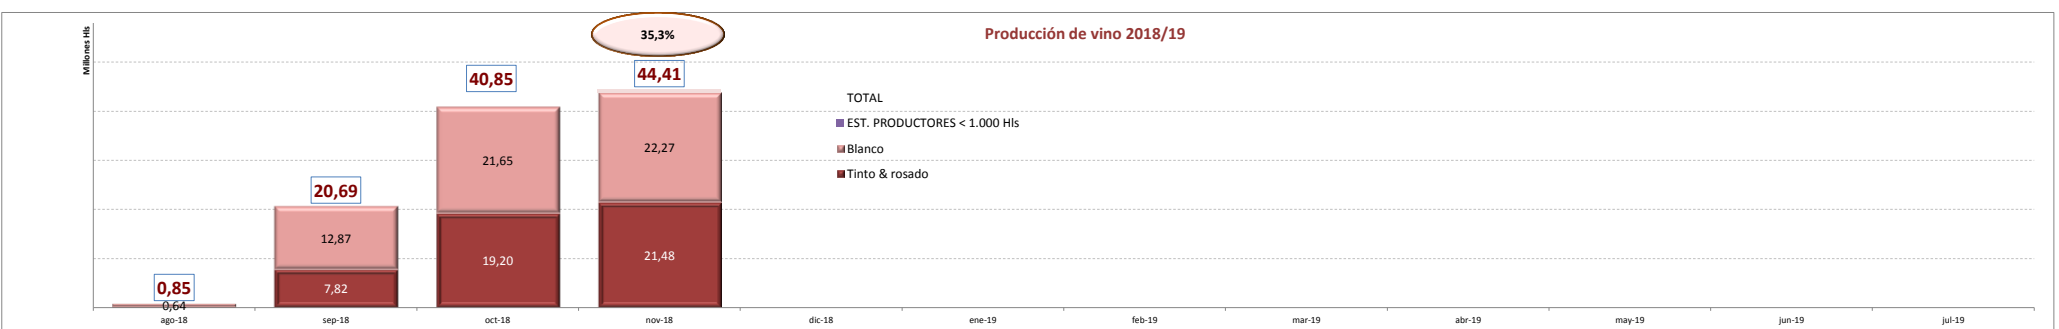 Producción de vino 2018/19
Millones Hls
35,3%
44,41
40,85
20,69
0,85
22,27
21,65
12,87
0,64
21,48
19,20
7,82
TOTAL
EST. PRODUCTORES < 1.000 Hls
Blanco
Tinto & rosado
ago-18 sep-18 oct-18 nov-18 dic-18 ene-19 feb-19 mar-19 abr-19 may-19 jun-19 jul-19